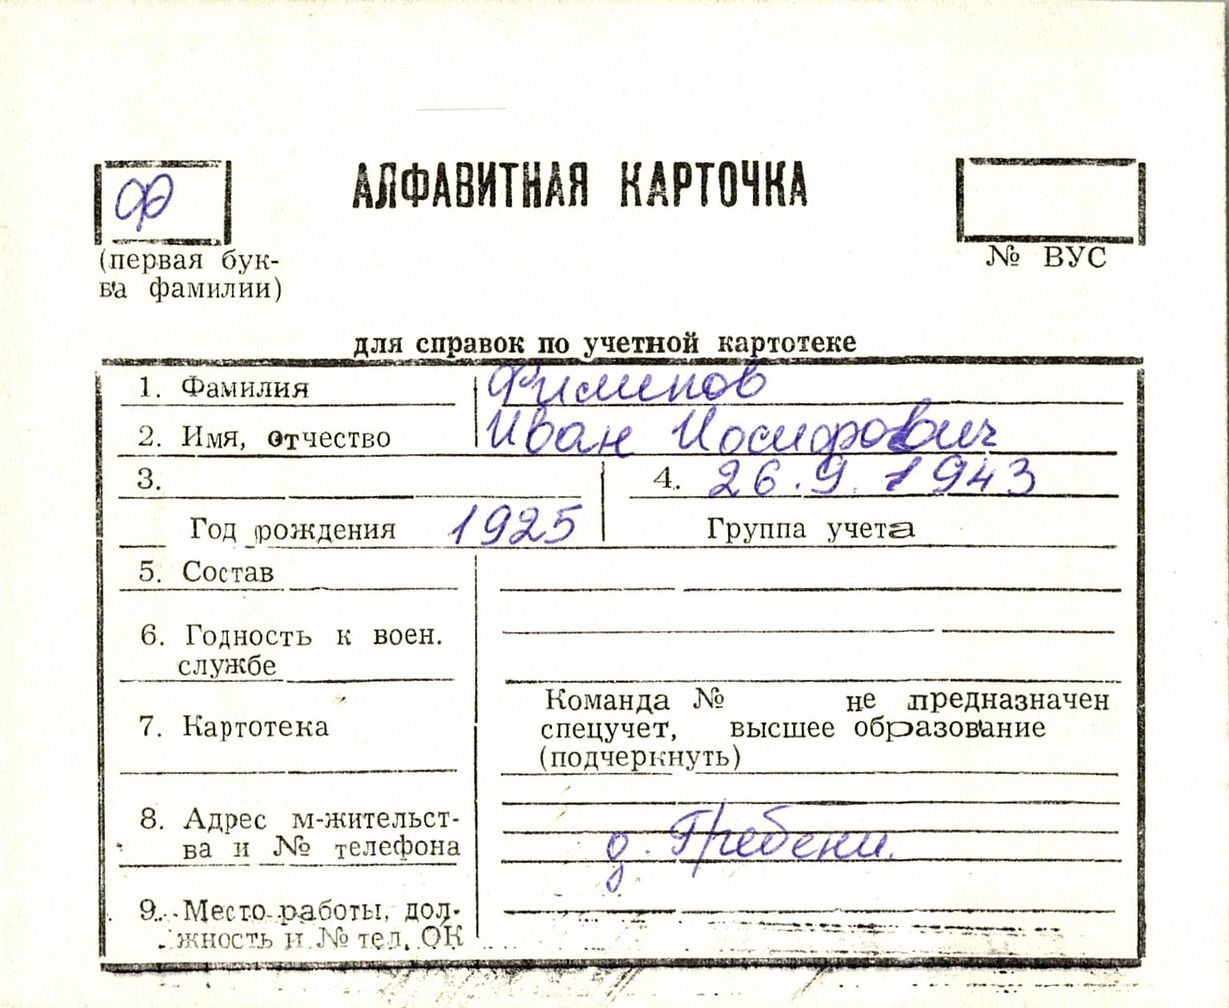 Ф
АЛФАВИТНАЯ КАРТОЧКА
(первая бук-
ва фамилии)
№ ВУС
для справок по учетной картотеке
1. Фамилия Филипов
2. Имя, отчество Иван Иосифович
3. 4. 26.9.1943
Год рождения 1925 Группа учета
5. Состав
6. Годность к воен.
службе
7. Картотека
Команда № не предназначен
спецучет, высшее образование
(подчеркнуть)
8. Адрес м-жительст-
ва и № телефона
д. Гребени.
9. Место работы, дол-
жность и № тел. ОК